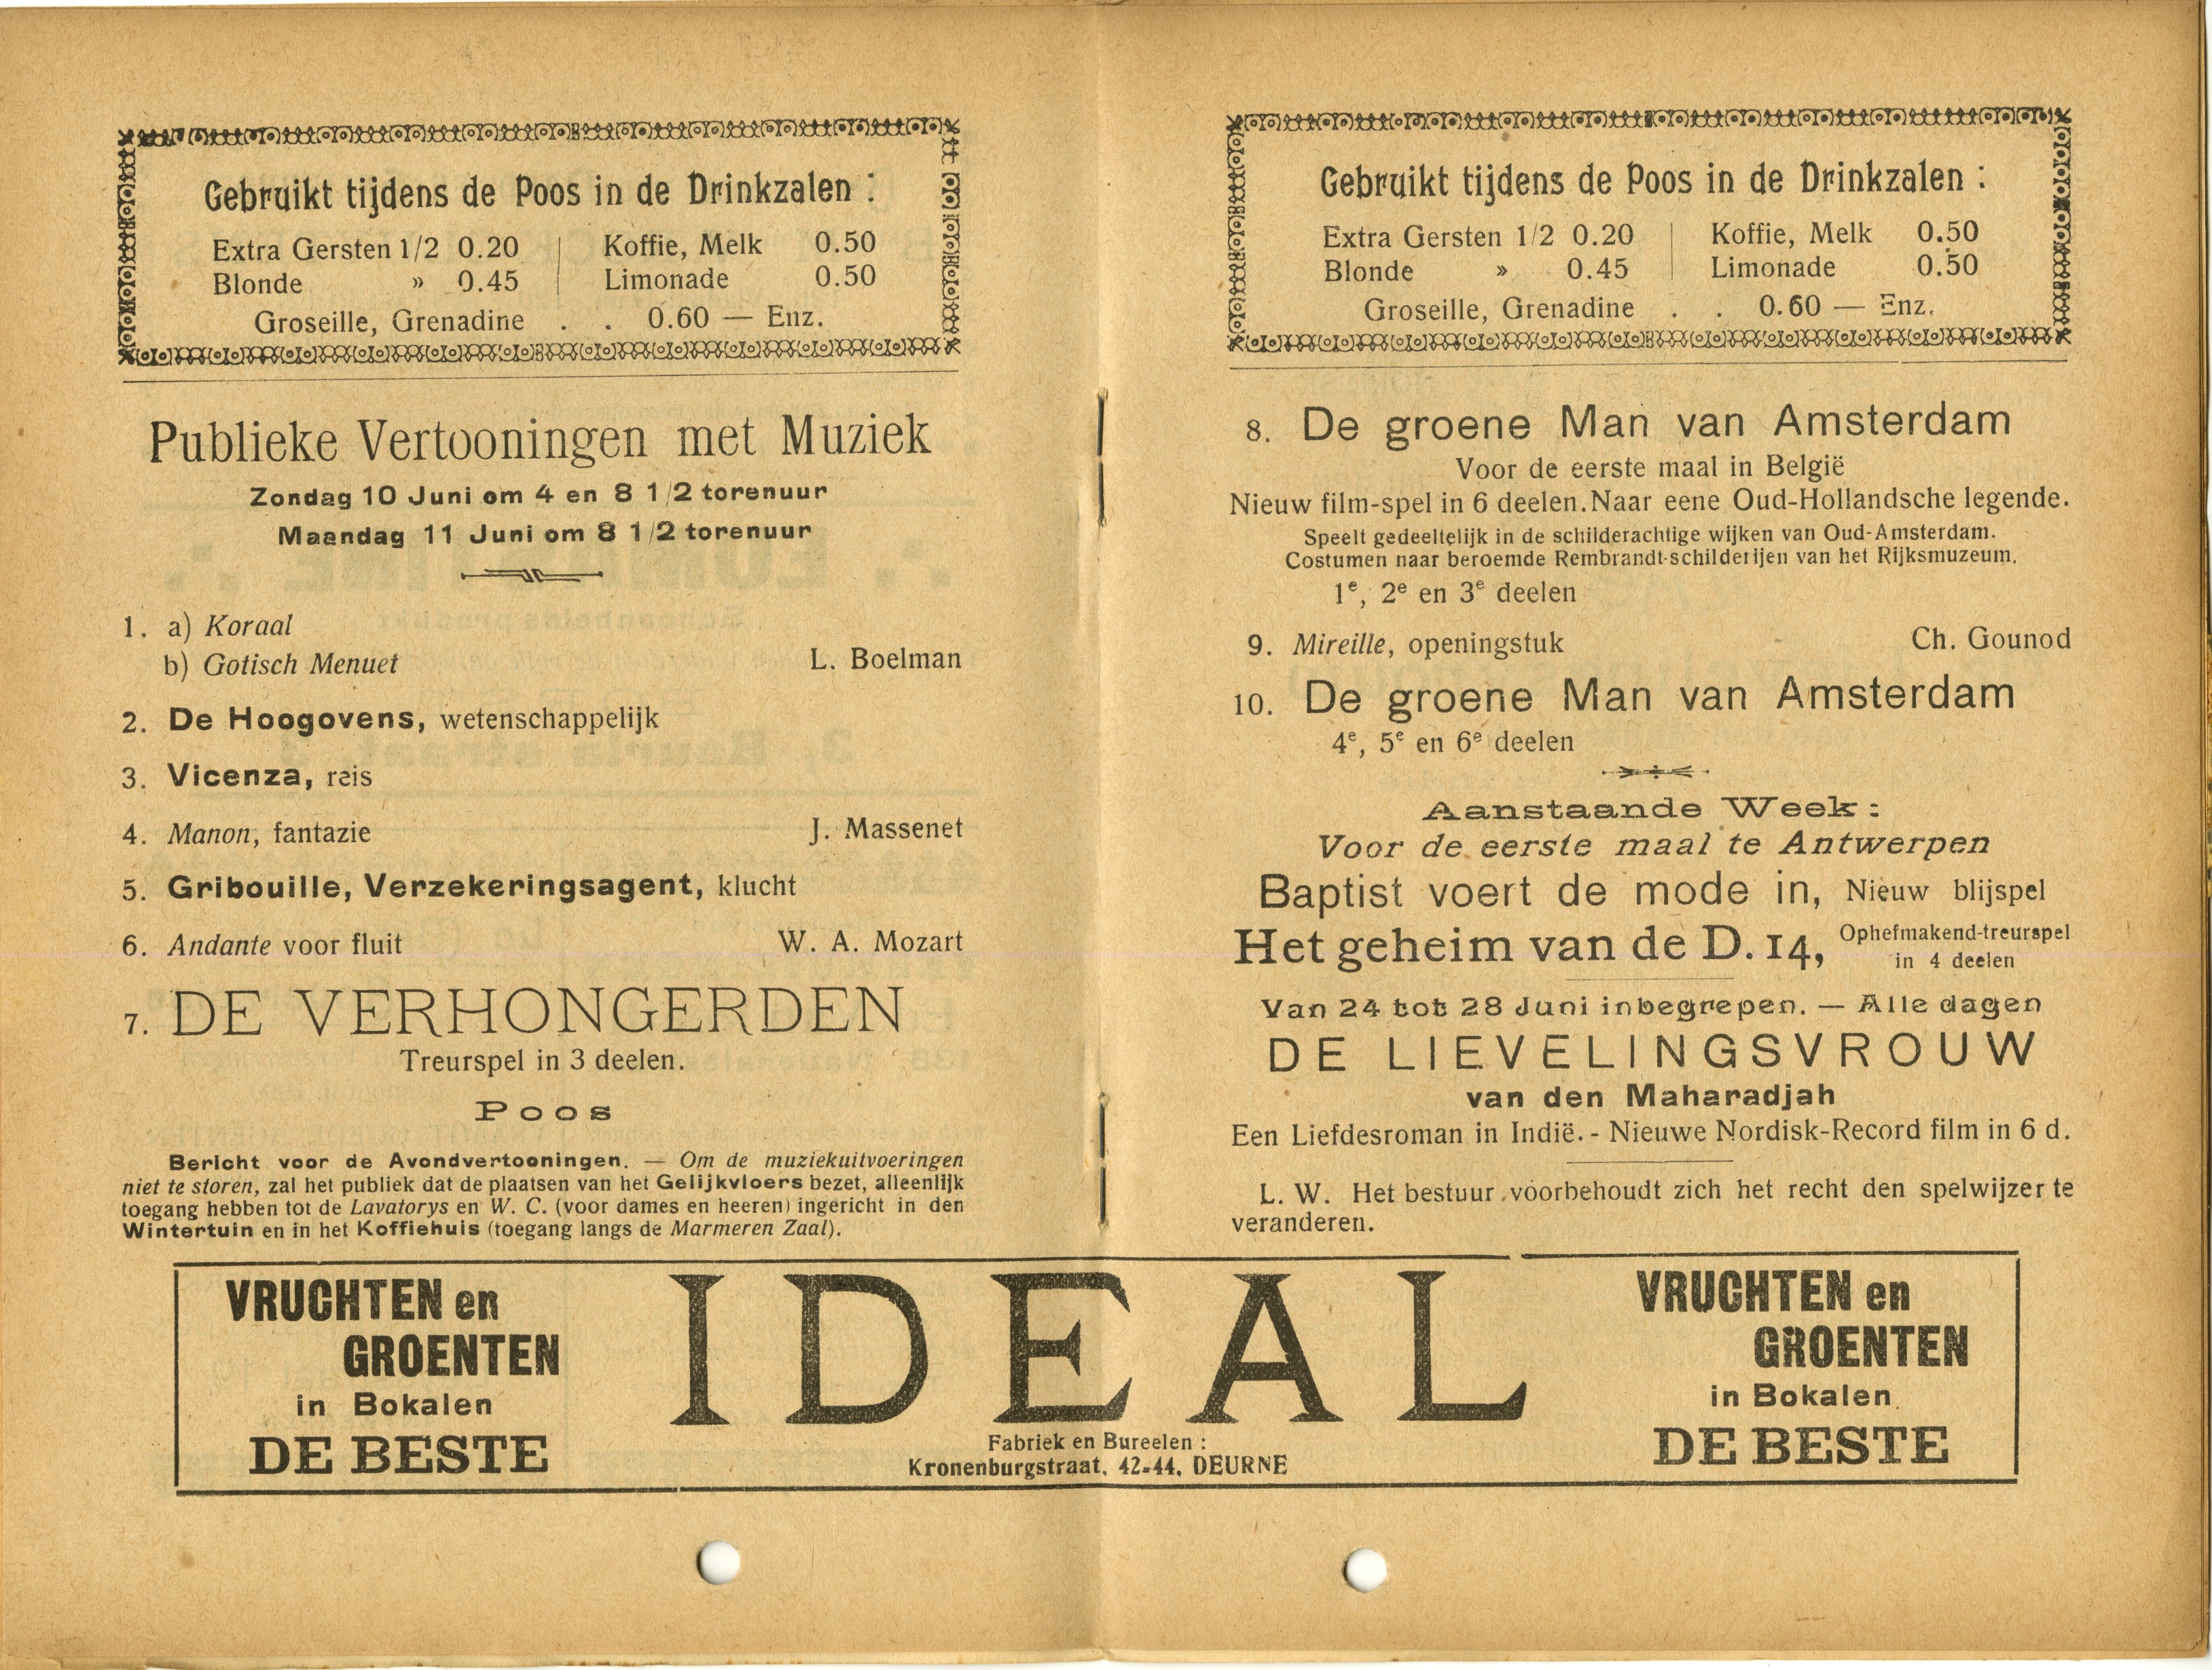 Gebruikt tijdens de Poos in de Drinkzalen :
Extra Gersten 1/2 0.20 Koffie, Melk 0.50
Blonde » 0.45 Limonade 0.50
Groseille, Grenadine . . 0.60 — Enz.
Publieke Vertooningen met Muziek
Zondag 10 Juni om 4 en 8 1/2 torenuur
Maandag 11 Juni om 8 1/2 torenuur
1. a) Koraal
b) Gotisch Menuet L. Boelman
2. De Hoogovens, wetenschappelijk
3. Vicenza, reis
4. Manon, fantazie J. Massenet
5. Gribouille, Verzekeringsagent, klucht
6. Andante voor fluit W. A. Mozart
7. DE VERHONGERDEN
Treurspel in 3 deelen.
Poos
Bericht voor de Avondvertooningen. — Om de muziekuitvoeringen
niet te storen, zal het publiek dat de plaatsen van het Gelijkvloers bezet, alleenlijk
toegang hebben tot de Lavatorys en W. C. (voor dames en heeren) ingericht in den
Wintertuin en in het Koffiehuis (toegang langs de Marmeren Zaal).
Gebruikt tijdens de Poos in de Drinkzalen :
Extra Gersten 1/2 0.20 Koffie, Melk 0.50
Blonde » 0.45 Limonade 0.50
Groseille, Grenadine . . 0.60 — Enz.
8. De groene Man van Amsterdam
Voor de eerste maal in België
Nieuw film-spel in 6 deelen. Naar eene Oud-Hollandsche legende.
Speelt gedeeltelijk in de schilderachtige wijken van Oud-Amsterdam.
Costumen naar beroemde Rembrandt-schilderijen van het Rijksmuzeum.
1e, 2e en 3e deelen
9. Mireille, openingstuk Ch. Gounod
10. De groene Man van Amsterdam
4e, 5e en 6e deelen
Aanstaande Week :
Voor de eerste maal te Antwerpen
Baptist voert de mode in, Nieuw blijspel
Het geheim van de D. 14, Ophefmakend-treurspel
in 4 deelen
Van 24 tot 28 Juni inbegrepen. — Alle dagen
DE LIEVELINGSVROUW
van den Maharadjah
Een Liefdesroman in Indië. - Nieuwe Nordisk-Record film in 6 d.
L. W. Het bestuur voorbehoudt zich het recht den spelwijzer te
veranderen.
VRUCHTEN en
GROENTEN
in Bokalen
DE BESTE
IDEAL
Fabriek en Bureelen :
Kronenburgstraat, 42-44, DEURNE
VRUCHTEN en
GROENTEN
in Bokalen
DE BESTE